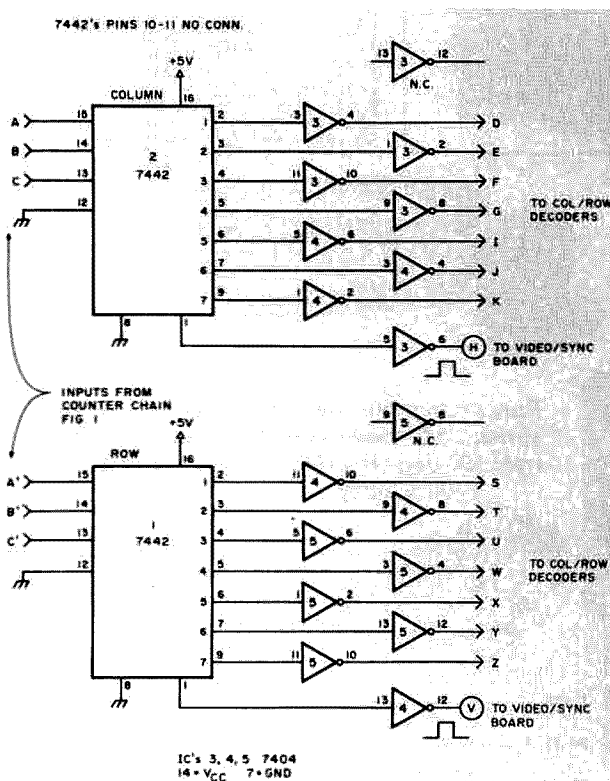 7442's PINS 10-11 NO CONN.
+5V
COLUMN
16
13 3 12
N.C.
A 15 1 2 3 3 4 D
B 14 2 3 1 3 2 E
C 13 2 7442 3 4 11 3 10 F
12 4 5 9 3 8 G
5 6 5 4 6 I
6 7 3 4 4 J
7 9 1 4 2 K
TO COL/ROW
DECODERS
8 1 5 3 6 H TO VIDEO/SYNC
BOARD
INPUTS FROM
COUNTER CHAIN
FIG 1
9 5 8
N.C.
+5V
ROW
16
A' 15 1 2 11 4 10 S
B' 14 2 3 9 4 8 T
C' 13 1 7442 3 4 5 5 6 U
12 4 5 3 5 4 W
5 6 1 5 2 X
6 7 13 5 12 Y
7 9 11 5 10 Z
TO COL/ROW
DECODERS
8 1 13 4 12 V TO VIDEO/SYNC
BOARD
IC's 3, 4, 5 7404
14 = VCC 7 = GND